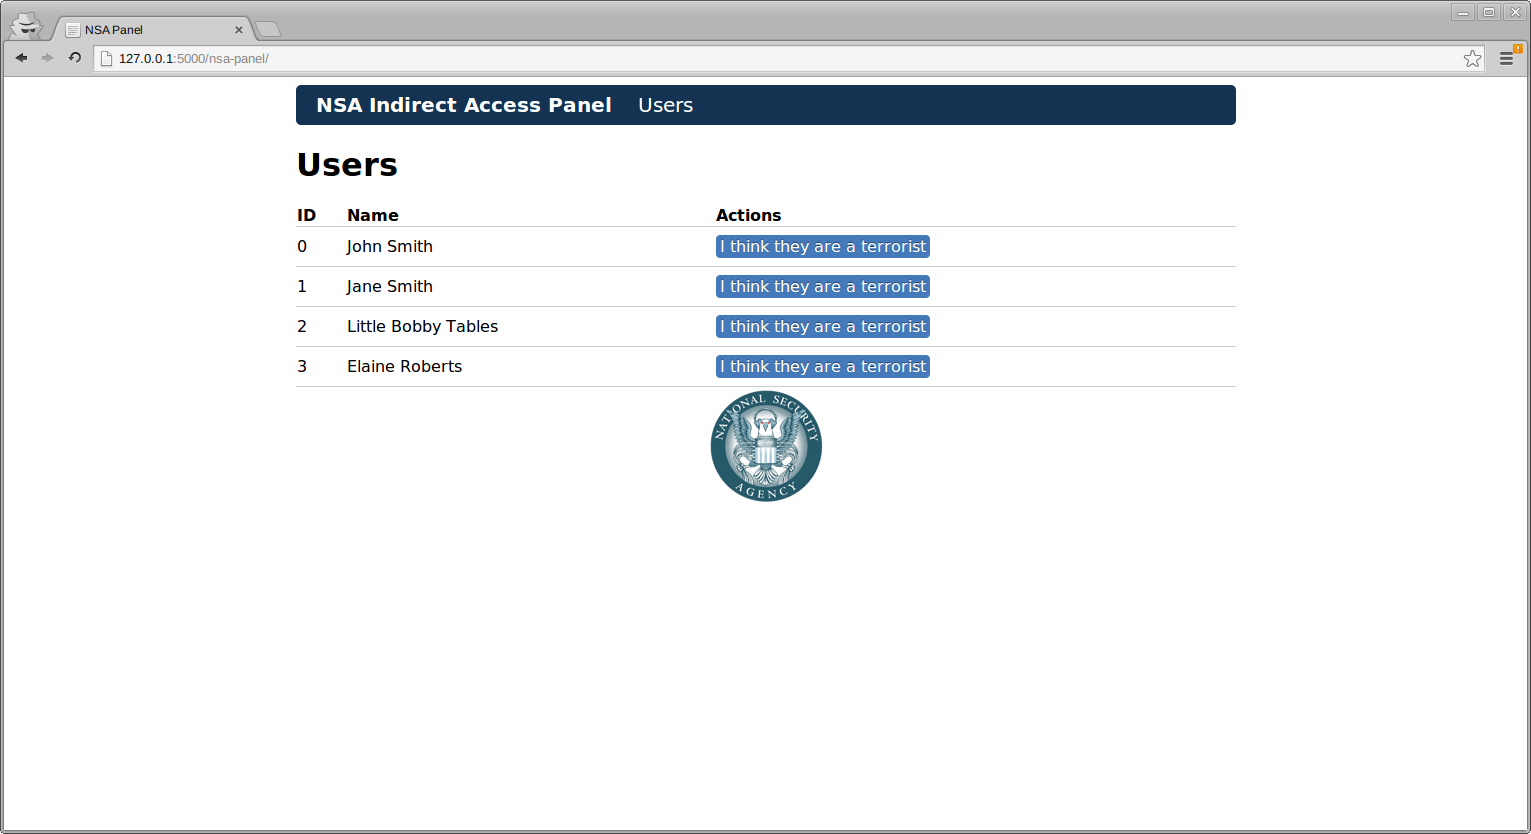 NSA Panel
127.0.0.1:5000/nsa-panel/
NSA Indirect Access Panel Users
Users
ID Name Actions
0 John Smith I think they are a terrorist
1 Jane Smith I think they are a terrorist
2 Little Bobby Tables I think they are a terrorist
3 Elaine Roberts I think they are a terrorist
NATIONAL SECURITY
AGENCY